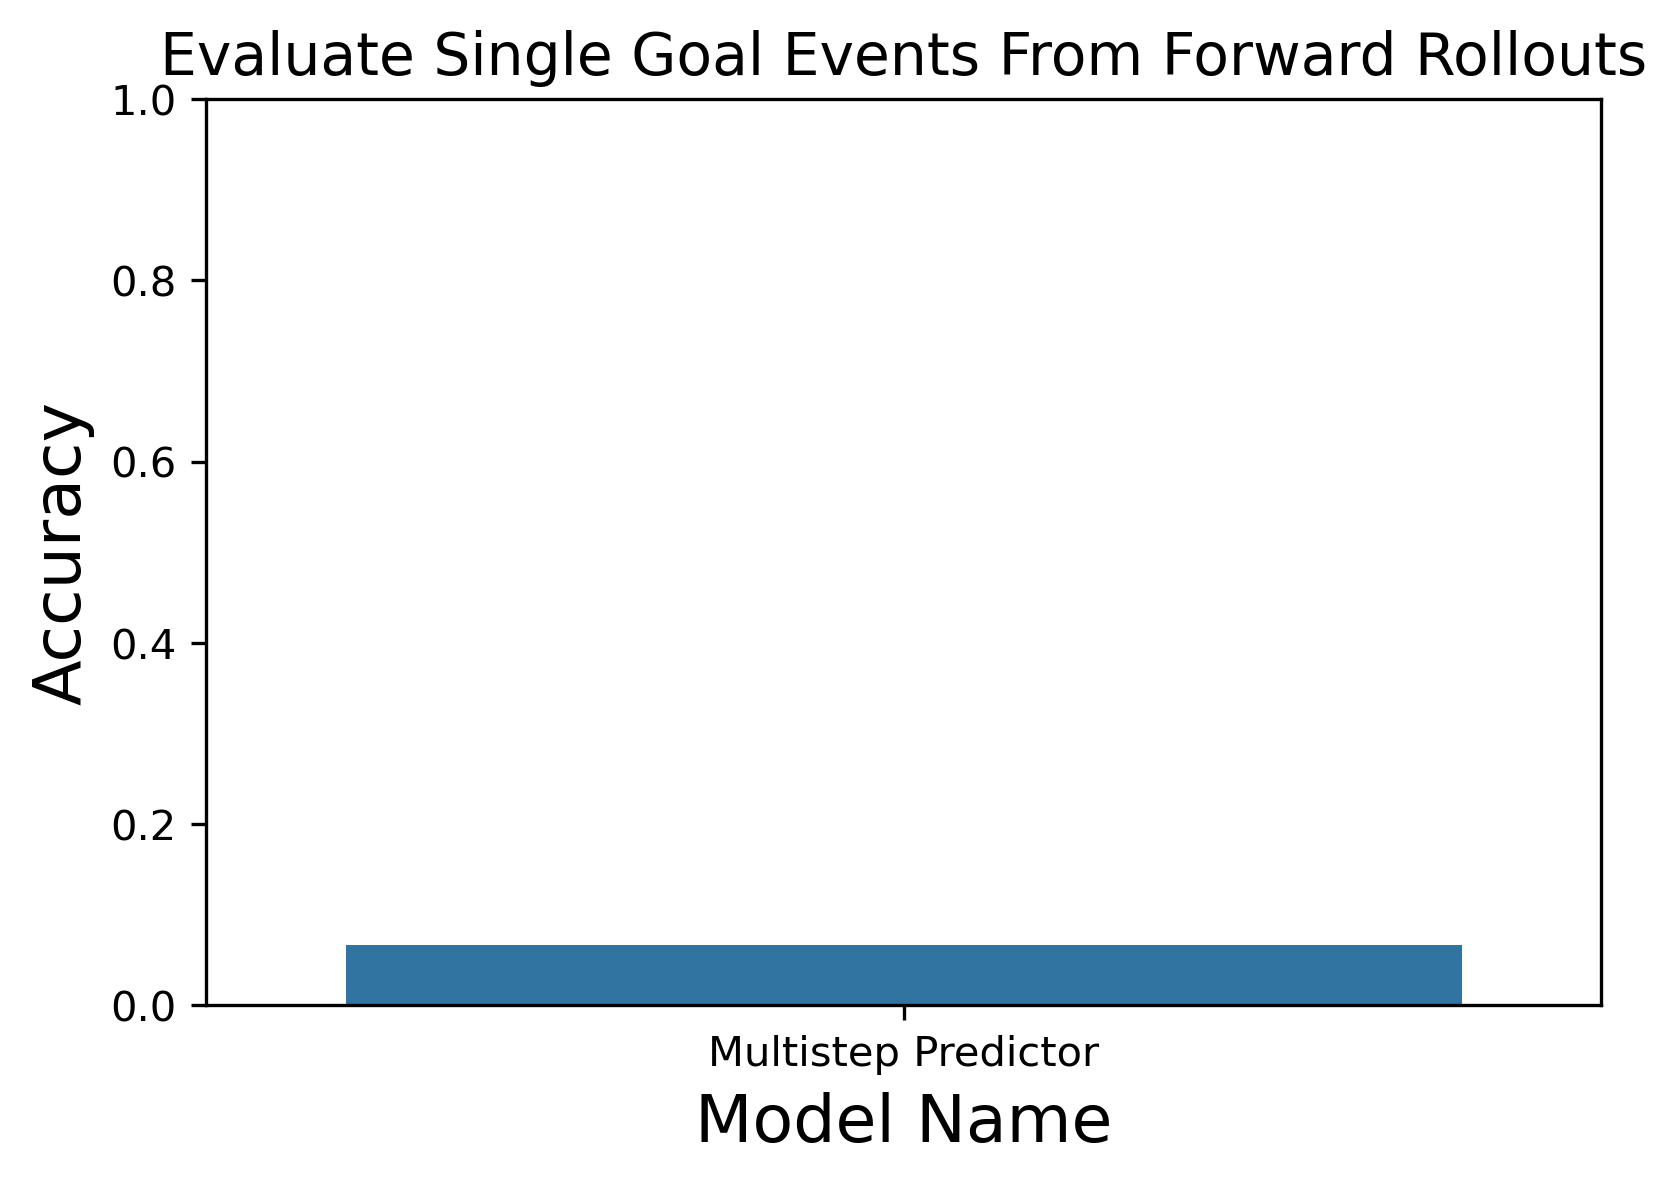 Evaluate Single Goal Events From Forward Rollouts
1.0
0.8
0.6
0.4
0.2
0.0
Accuracy
Multistep Predictor
Model Name